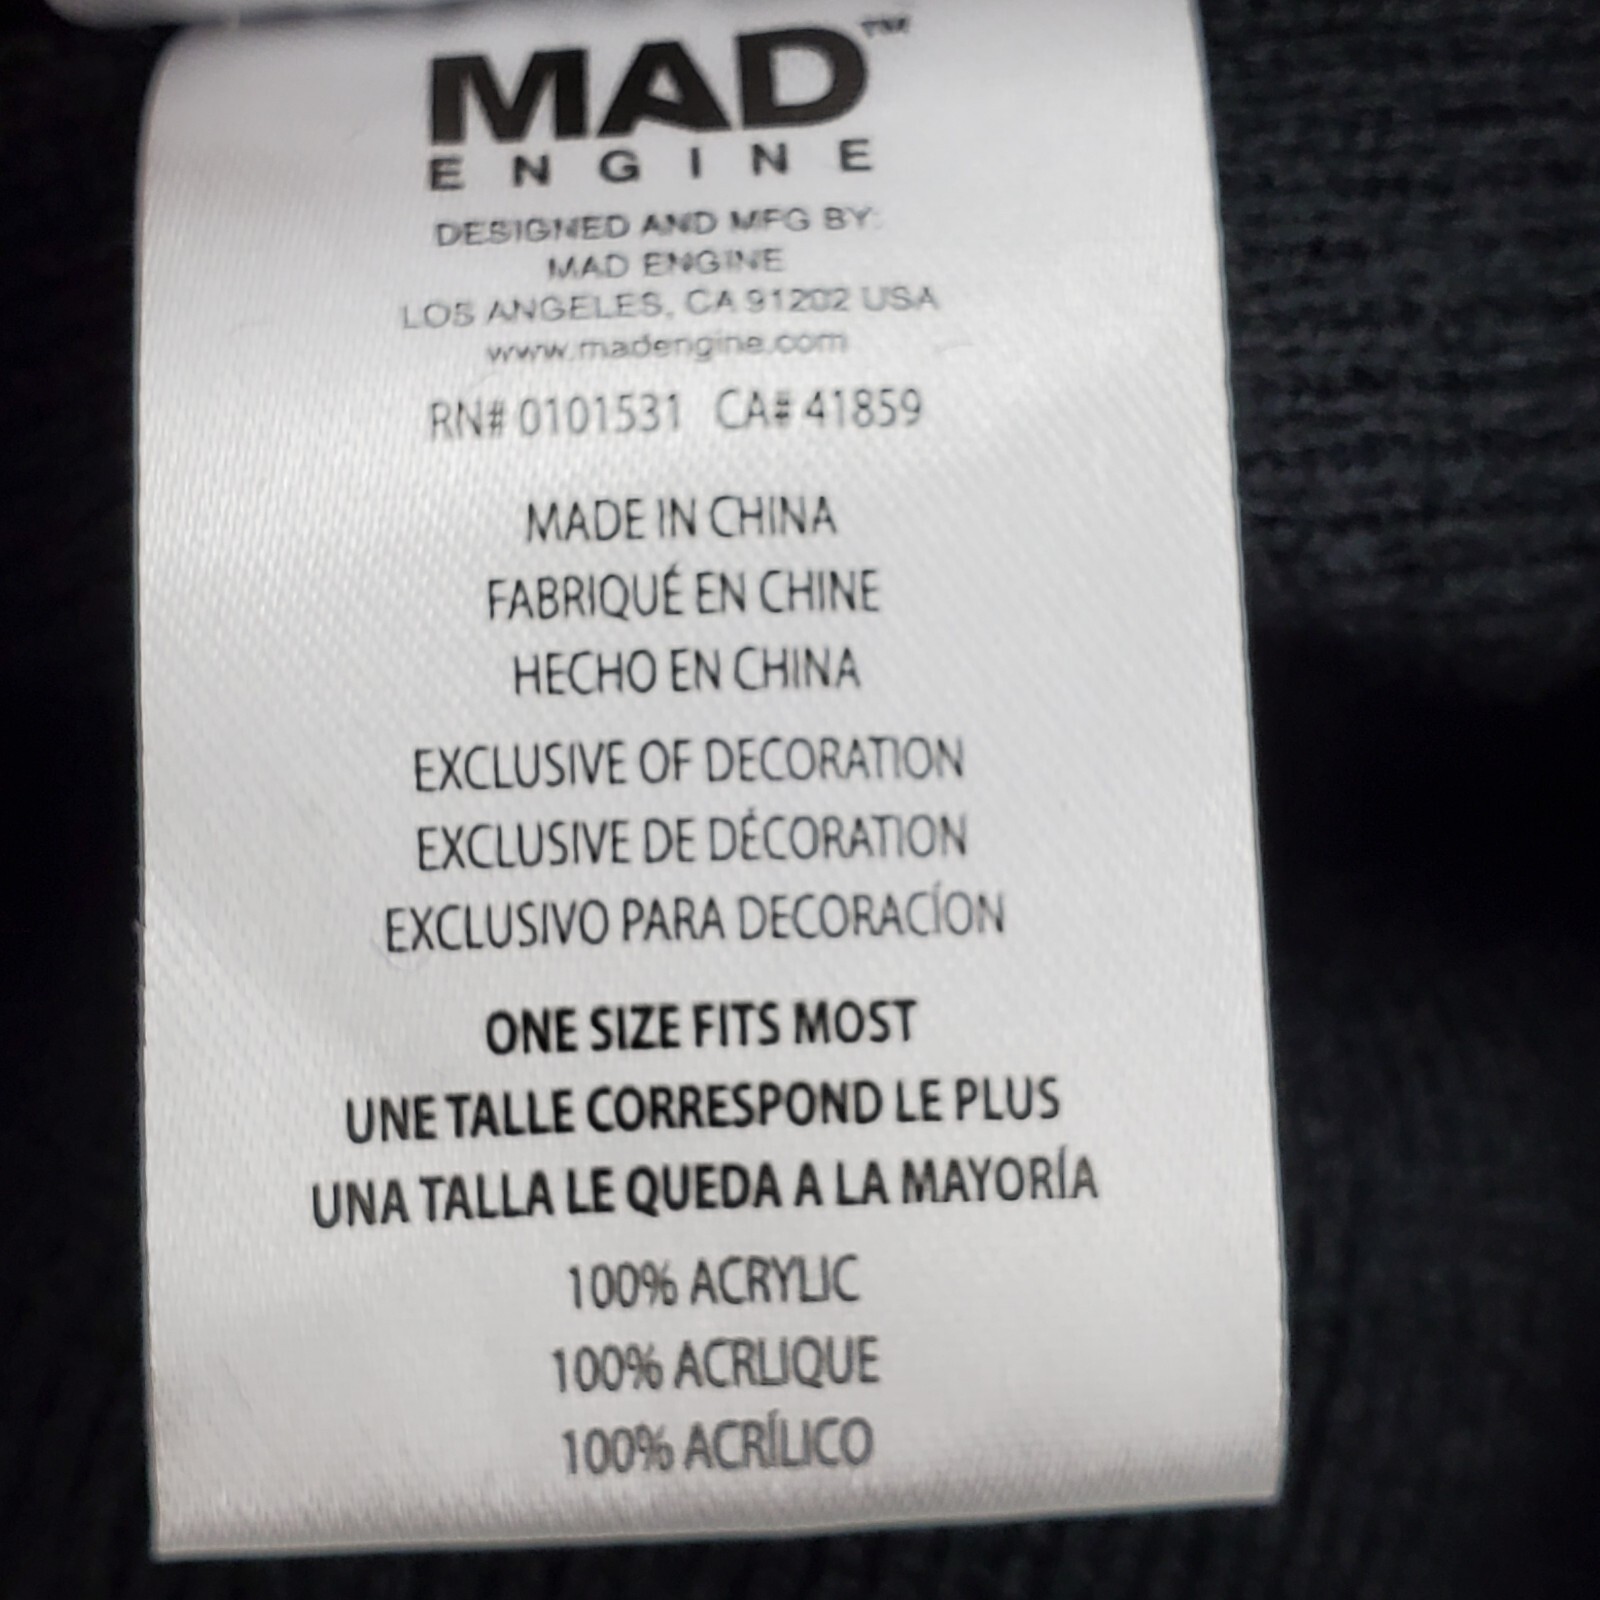 MAD™
ENGINE
DESIGNED AND MFG BY:
MAD ENGINE
LOS ANGELES, CA 91202 USA
www.madengine.com
RN# 0101531 CA# 41859
MADE IN CHINA
FABRIQUÉ EN CHINE
HECHO EN CHINA
EXCLUSIVE OF DECORATION
EXCLUSIVE DE DÉCORATION
EXCLUSIVO PARA DECORACÍON
ONE SIZE FITS MOST
UNE TALLE CORRESPOND LE PLUS
UNA TALLA LE QUEDA A LA MAYORÍA
100% ACRYLIC
100% ACRLIQUE
100% ACRÍLICO